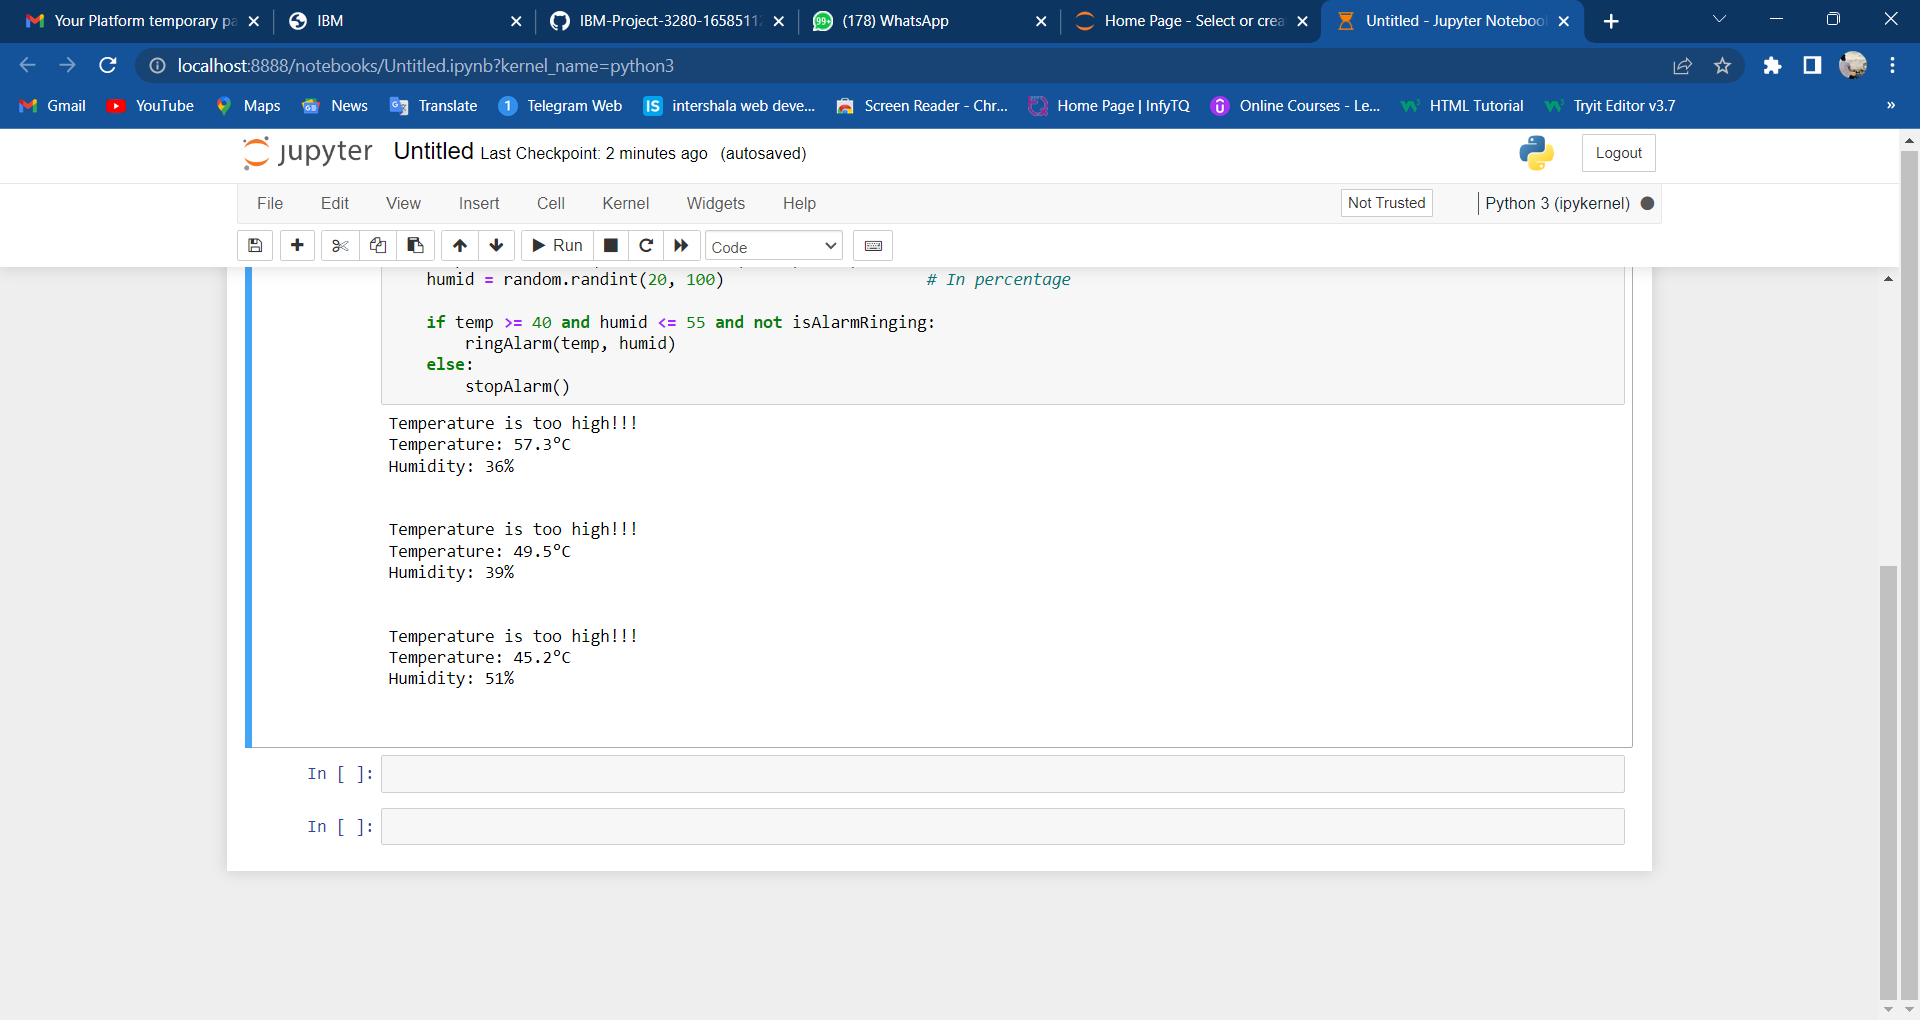 Your Platform temporary pa
IBM
IBM-Project-3280-1658511
(178) WhatsApp
Home Page - Select or crea
Untitled - Jupyter Noteboo
localhost:8888/notebooks/Untitled.ipynb?kernel_name=python3
Gmail
YouTube
Maps
News
Translate
Telegram Web
intershala web deve...
Screen Reader - Chr...
Home Page | InfyTQ
Online Courses - Le...
HTML Tutorial
Tryit Editor v3.7
»
jupyter
Untitled Last Checkpoint: 2 minutes ago (autosaved)
Logout
File
Edit
View
Insert
Cell
Kernel
Widgets
Help
Not Trusted
Python 3 (ipykernel)
Run
Code
humid = random.randint(20, 100) # In percentage
if temp >= 40 and humid <= 55 and not isAlarmRinging:
ringAlarm(temp, humid)
else:
stopAlarm()
Temperature is too high!!!
Temperature: 57.3°C
Humidity: 36%
Temperature is too high!!!
Temperature: 49.5°C
Humidity: 39%
Temperature is too high!!!
Temperature: 45.2°C
Humidity: 51%
In [ ]:
In [ ]: